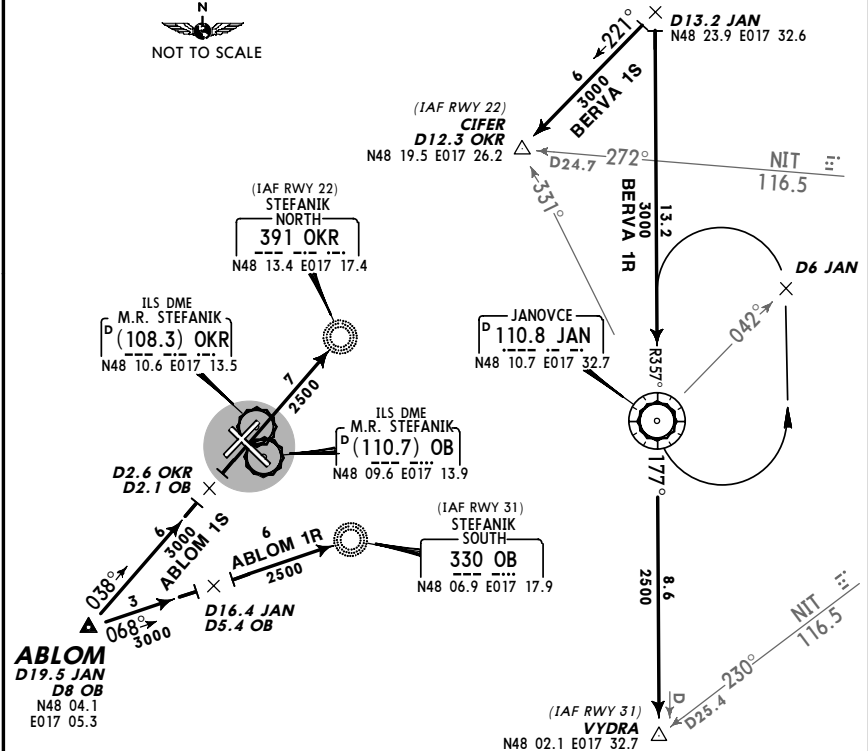 N
NOT TO SCALE
D13.2 JAN
N48 23.9 E017 32.6
221°
6
3000
BERVA 1S
(IAF RWY 22)
CIFER
D12.3 OKR
N48 19.5 E017 26.2
D24.7
272°
NIT
116.5
331°
13.2
3000
BERVA 1R
(IAF RWY 22)
STEFANIK
NORTH
391 OKR
N48 13.4 E017 17.4
D6 JAN
042°
ILS DME
M.R. STEFANIK
D (108.3) OKR
N48 10.6 E017 13.5
JANOVCE
D 110.8 JAN
N48 10.7 E017 32.7
R357°
7
2500
ILS DME
M.R. STEFANIK
D (110.7) OB
N48 09.6 E017 13.9
177°
D2.6 OKR
D2.1 OB
(IAF RWY 31)
STEFANIK
SOUTH
330 OB
N48 06.9 E017 17.9
038°
6
3000
ABLOM 1S
6
ABLOM 1R
2500
3
068°
3000
D16.4 JAN
D5.4 OB
8.6
2500
ABLOM
D19.5 JAN
D8 OB
N48 04.1
E017 05.3
NIT
116.5
230°
D25.4
D
(IAF RWY 31)
VYDRA
N48 02.1 E017 32.7